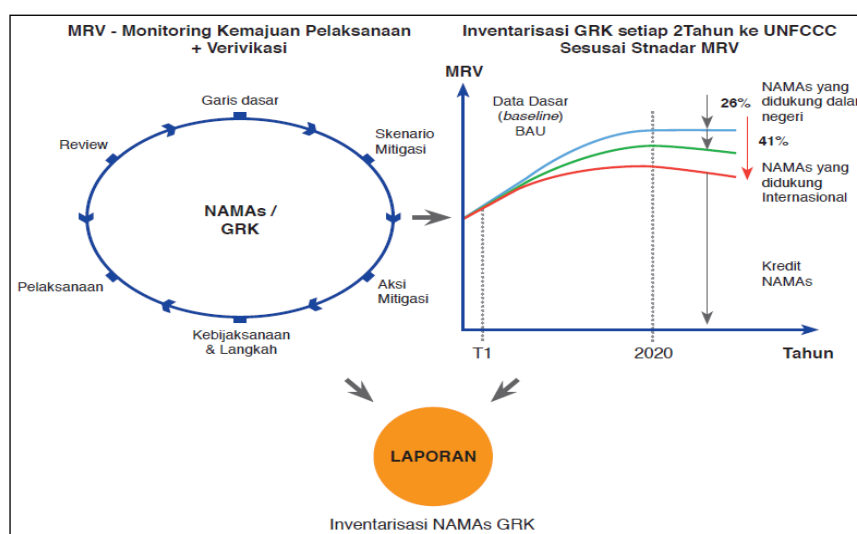 MRV - Monitoring Kemajuan Pelaksanaan
+ Verivikasi
Garis dasar
Review
Skenario
Mitigasi
NAMAs /
GRK
Pelaksanaan
Aksi
Mitigasi
Kebijaksanaan
& Langkah
Inventarisasi GRK setiap 2Tahun ke UNFCCC
Sesusai Stnadar MRV
MRV
Data Dasar
(baseline)
BAU
26%
NAMAs yang
didukung dalan
negeri
41%
NAMAs yang
didukung
Internasional
Kredit
NAMAs
T1
2020
Tahun
LAPORAN
Inventarisasi NAMAs GRK